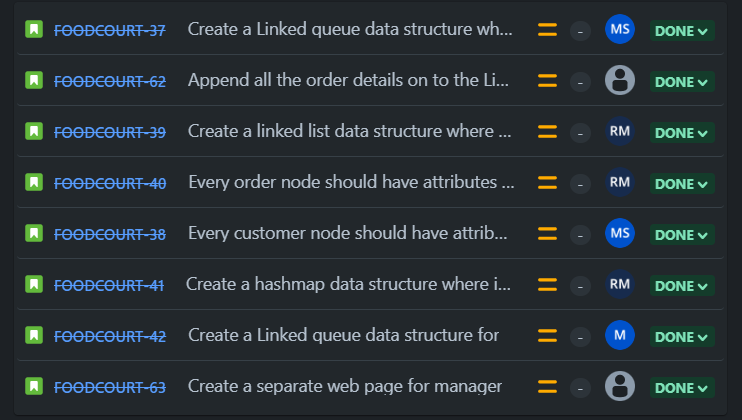 FOODCOURT-37 Create a Linked queue data structure wh... - MS DONE
FOODCOURT-62 Append all the order details on to the Li... - DONE
FOODCOURT-39 Create a linked list data structure where ... - RM DONE
FOODCOURT-40 Every order node should have attributes ... - RM DONE
FOODCOURT-38 Every customer node should have attrib... - MS DONE
FOODCOURT-41 Create a hashmap data structure where i... - RM DONE
FOODCOURT-42 Create a Linked queue data structure for - M DONE
FOODCOURT-63 Create a separate web page for manager - DONE